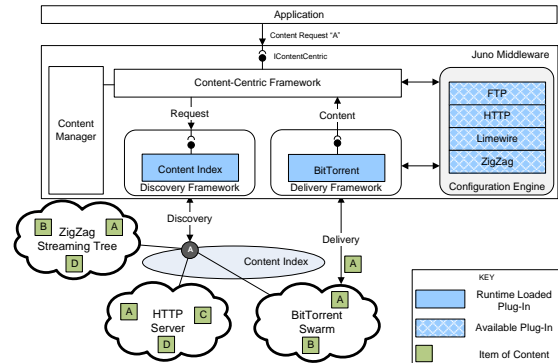 Application
Content Request "A"
IContentCentric
Juno Middleware
Content-Centric Framework
Content
Manager
Request
Content
FTP
HTTP
Limewire
ZigZag
Configuration Engine
Content Index
Discovery Framework
BitTorrent
Delivery Framework
Discovery
Delivery
A
B
ZigZag
Streaming Tree
A
D
A
Content Index
A
HTTP
Server
C
D
A
BitTorrent
Swarm
B
KEY
Runtime Loaded
Plug-In
Available Plug-In
Item of Content